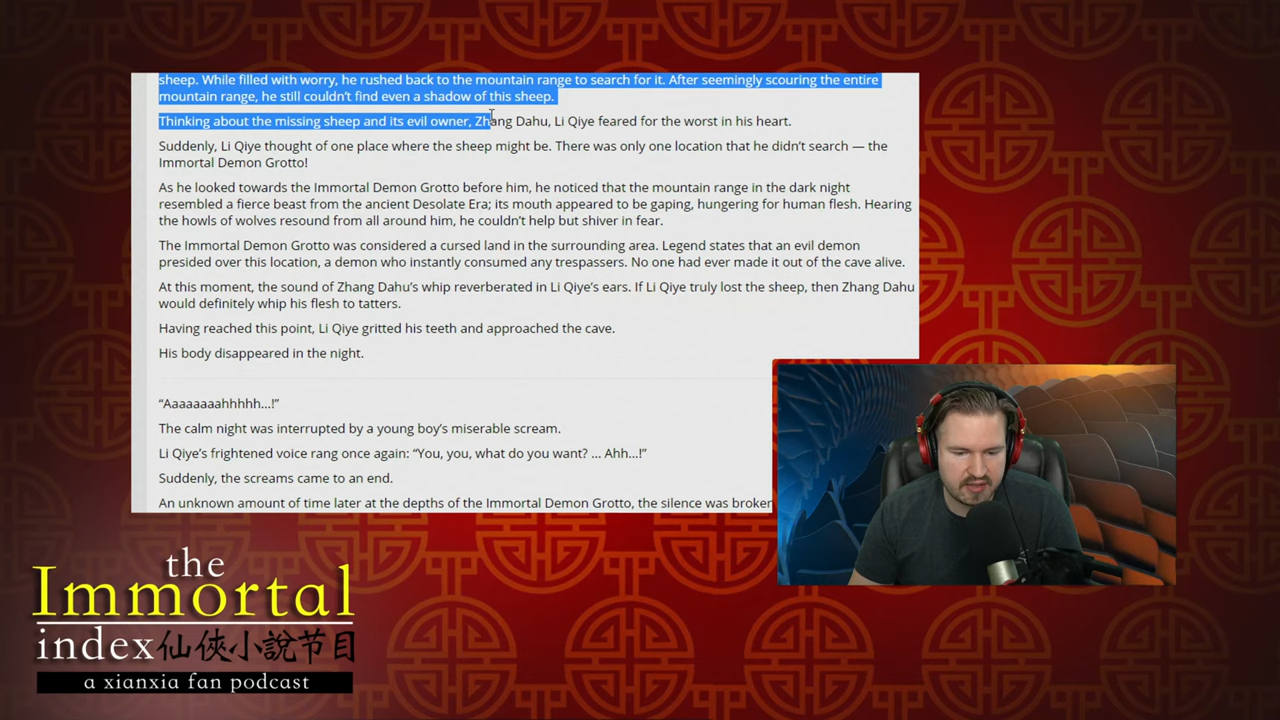 sheep. While filled with worry, he rushed back to the mountain range to search for it. After seemingly scouring the entire
mountain range, he still couldn't find even a shadow of this sheep.
Thinking about the missing sheep and its evil owner, Zhang Dahu, Li Qiye feared for the worst in his heart.
Suddenly, Li Qiye thought of one place where the sheep might be. There was only one location that he didn't search — the
Immortal Demon Grotto!
As he looked towards the Immortal Demon Grotto before him, he noticed that the mountain range in the dark night
resembled a fierce beast from the ancient Desolate Era; its mouth appeared to be gaping, hungering for human flesh. Hearing
the howls of wolves resound from all around him, he couldn't help but shiver in fear.
The Immortal Demon Grotto was considered a cursed land in the surrounding area. Legend states that an evil demon
presided over this location, a demon who instantly consumed any trespassers. No one had ever made it out of the cave alive.
At this moment, the sound of Zhang Dahu's whip reverberated in Li Qiye's ears. If Li Qiye truly lost the sheep, then Zhang Dahu
would definitely whip his flesh to tatters.
Having reached this point, Li Qiye gritted his teeth and approached the cave.
His body disappeared in the night.
“Aaaaaaaahhhhh…!”
The calm night was interrupted by a young boy's miserable scream.
Li Qiye's frightened voice rang once again: “You, you, what do you want? … Ahh…!”
Suddenly, the screams came to an end.
An unknown amount of time later at the depths of the Immortal Demon Grotto, the silence was broken
the
Immortal
index仙俠小說节目
a xianxia fan podcast